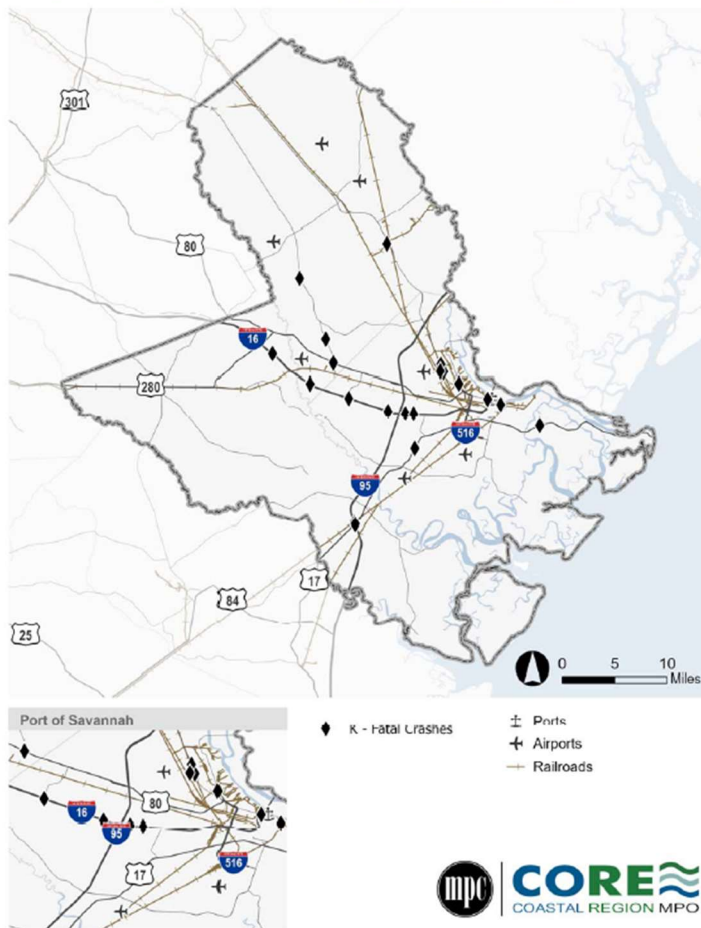 301
80
16
280
516
95
17
84
25
0 5 10
Miles
Port of Savannah
K - Fatal Crashes
Ports
Airports
Railroads
80
16
95
17
516
mpc
CORE
COASTAL REGION MPO